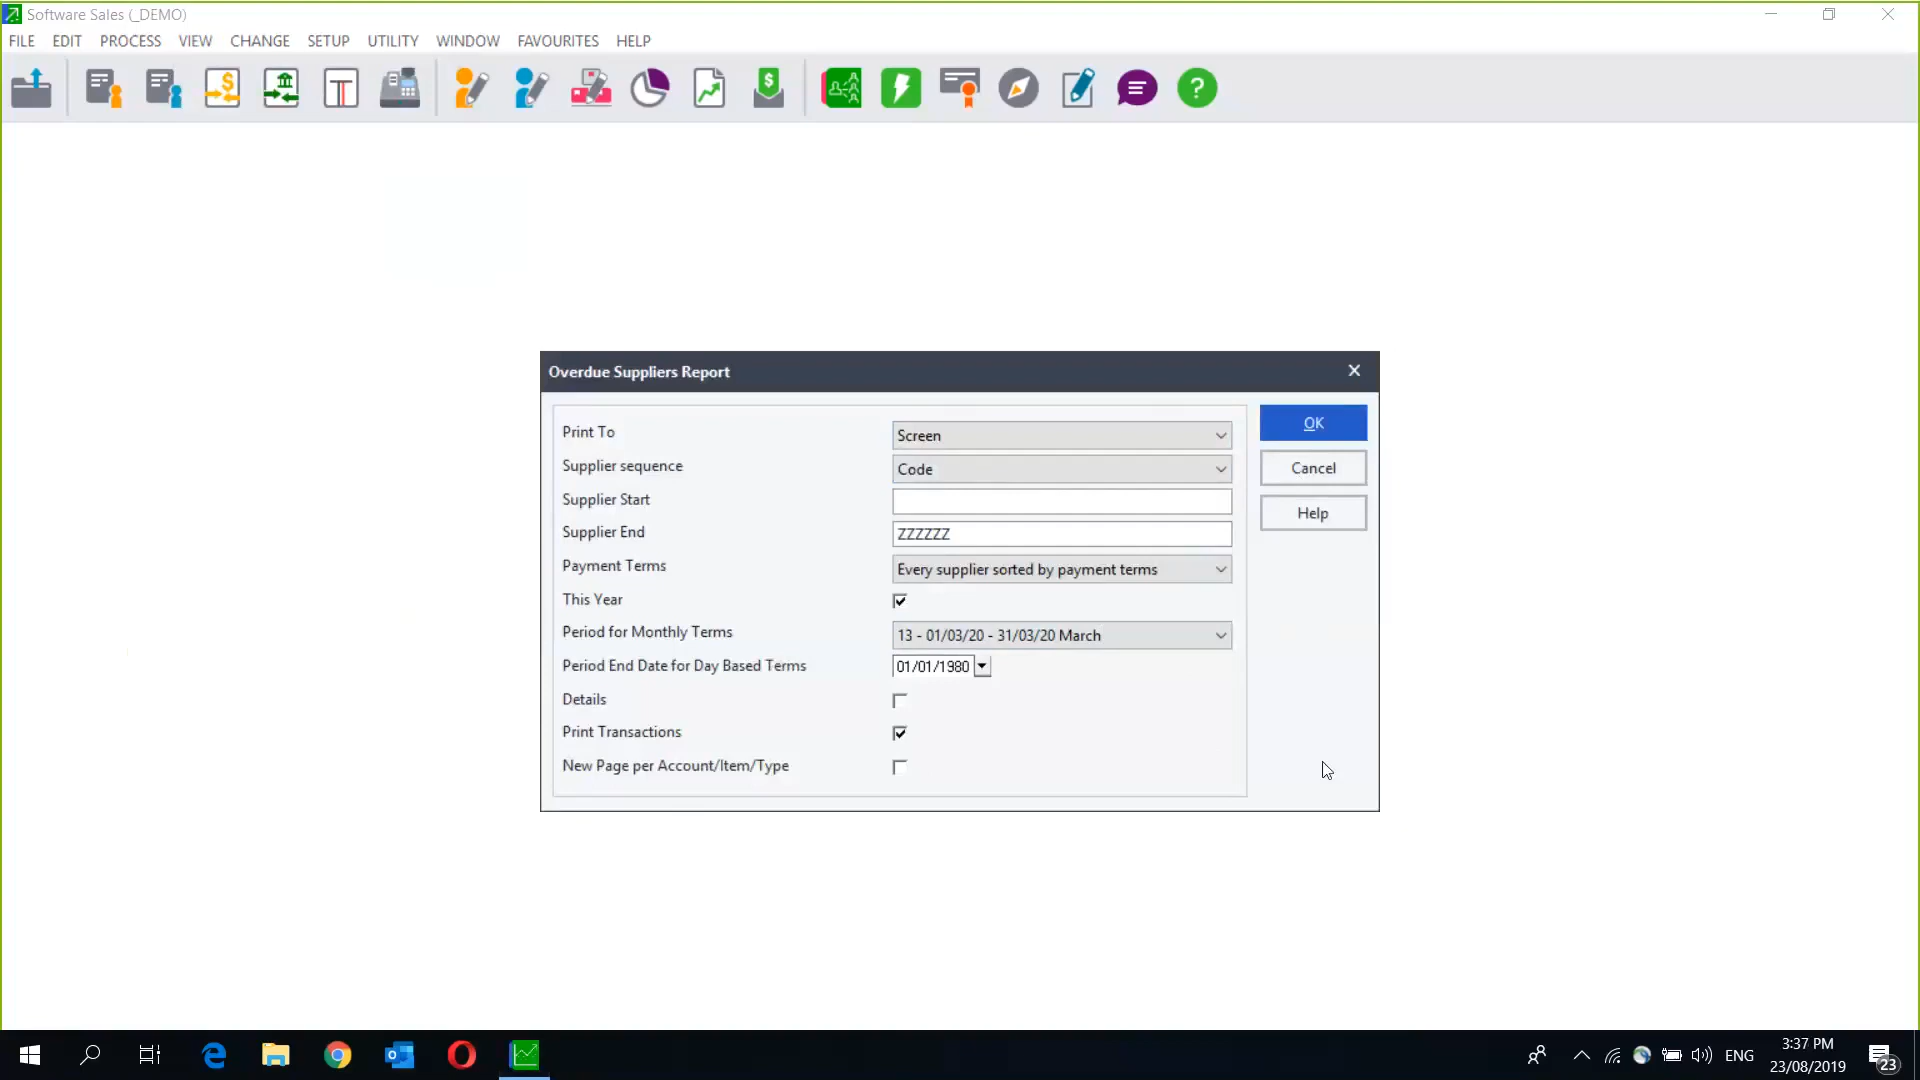 Software Sales (_DEMO)
FILE EDIT PROCESS VIEW CHANGE SETUP UTILITY WINDOW FAVOURITES HELP
Overdue Suppliers Report
Print To Screen
OK
Supplier sequence Code
Cancel
Supplier Start
Help
Supplier End ZZZZZZ
Payment Terms Every supplier sorted by payment terms
This Year
Period for Monthly Terms 13 - 01/03/20 - 31/03/20 March
Period End Date for Day Based Terms 01/01/1980
Details
Print Transactions
New Page per Account/Item/Type
ENG
3:37 PM
23/08/2019
23